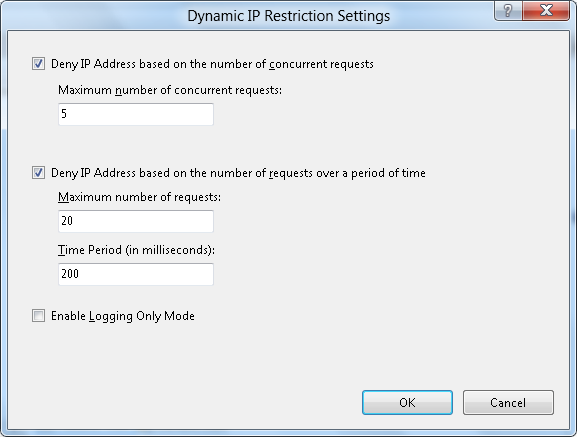 Dynamic IP Restriction Settings
Deny IP Address based on the number of concurrent requests
Maximum number of concurrent requests:
5
Deny IP Address based on the number of requests over a period of time
Maximum number of requests:
20
Time Period (in milliseconds):
200
Enable Logging Only Mode
OK
Cancel